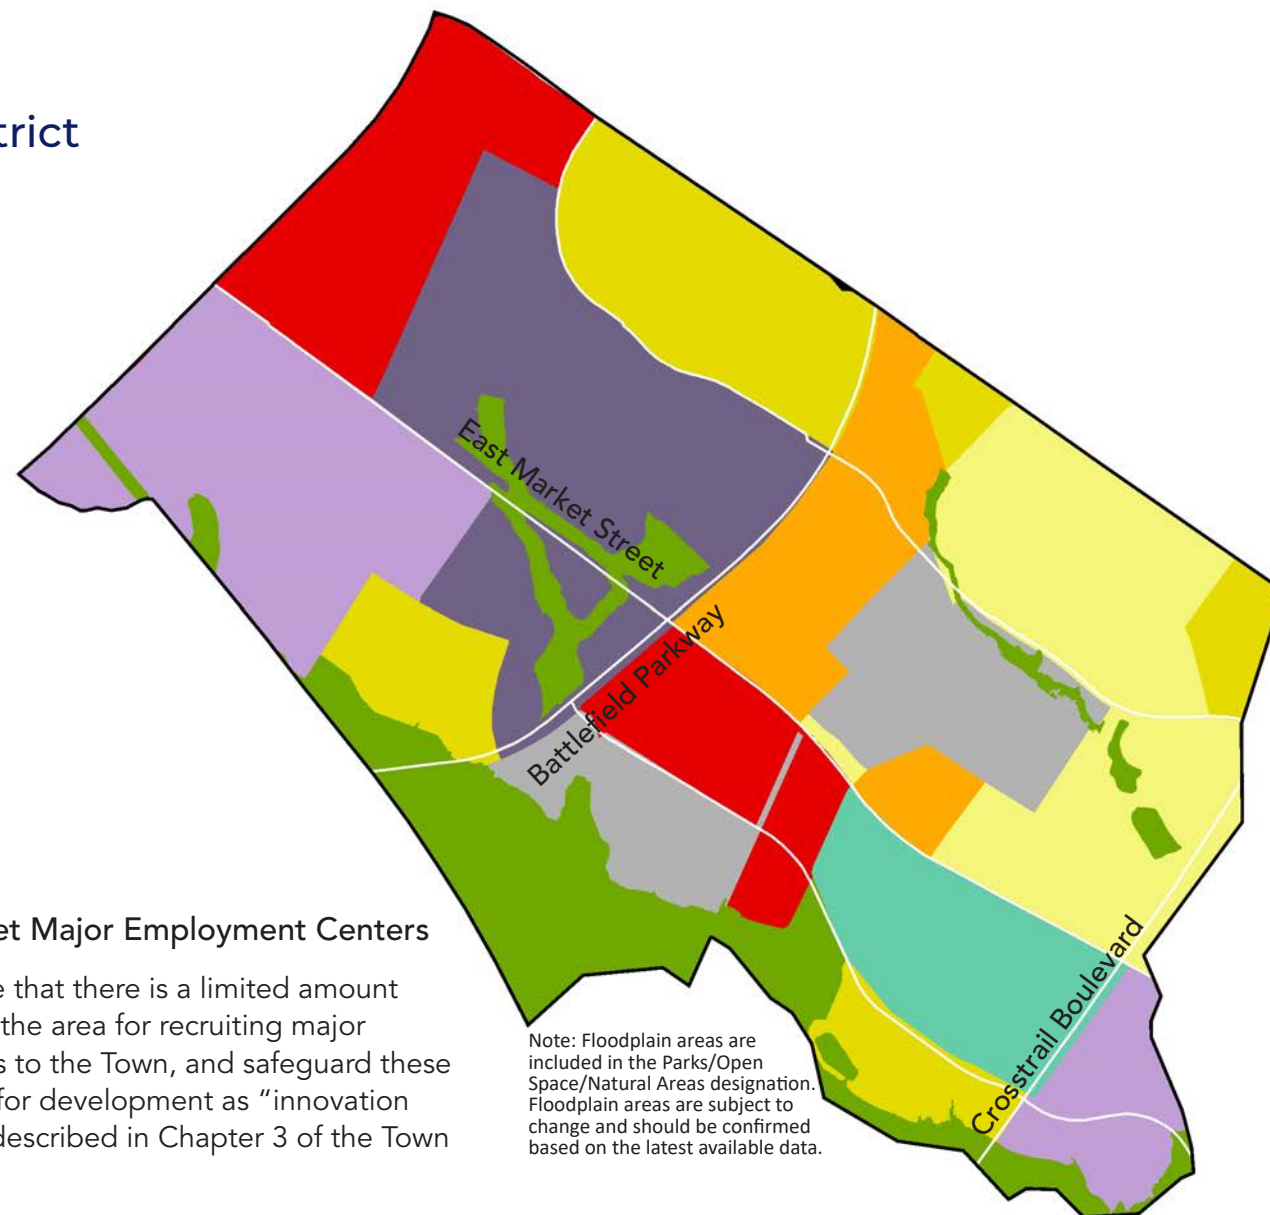 trict
East Market Street
Battlefield Parkway
Crosstrail Boulevard
et Major Employment Centers
e that there is a limited amount
the area for recruiting major
s to the Town, and safeguard these
for development as “innovation
described in Chapter 3 of the Town
Note: Floodplain areas are
included in the Parks/Open
Space/Natural Areas designation.
Floodplain areas are subject to
change and should be confirmed
based on the latest available data.